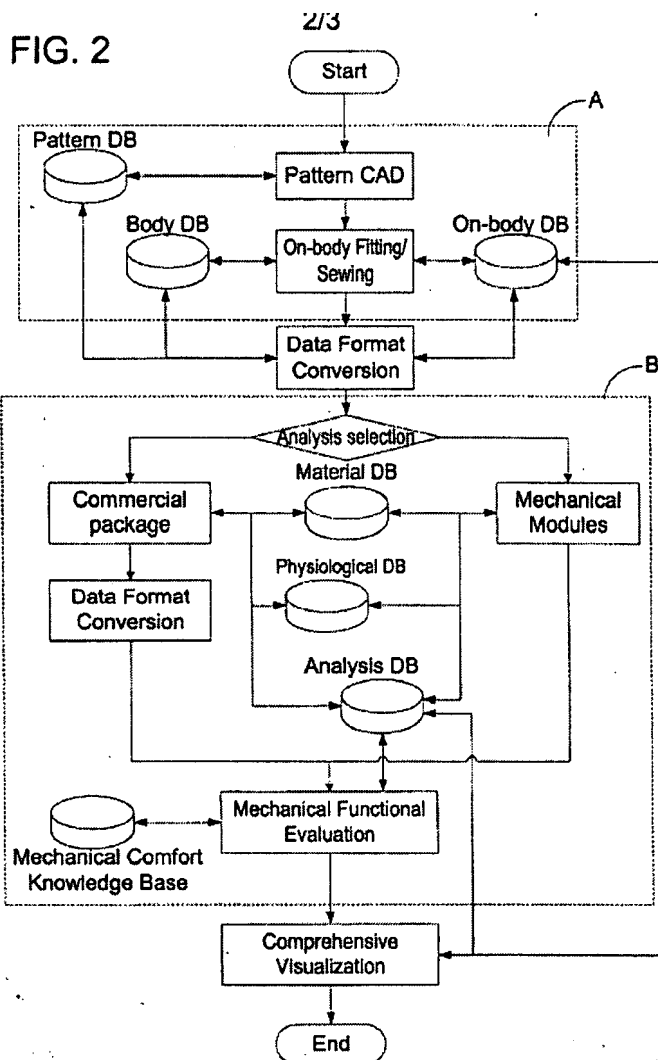 2/3
FIG. 2
Start
A
Pattern DB
Pattern CAD
Body DB
On-body Fitting/
Sewing
On-body DB
Data Format
Conversion
B
Analysis selection
Material DB
Commercial
package
Mechanical
Modules
Physiological DB
Data Format
Conversion
Analysis DB
Mechanical Functional
Evaluation
Mechanical Comfort
Knowledge Base
Comprehensive
Visualization
End